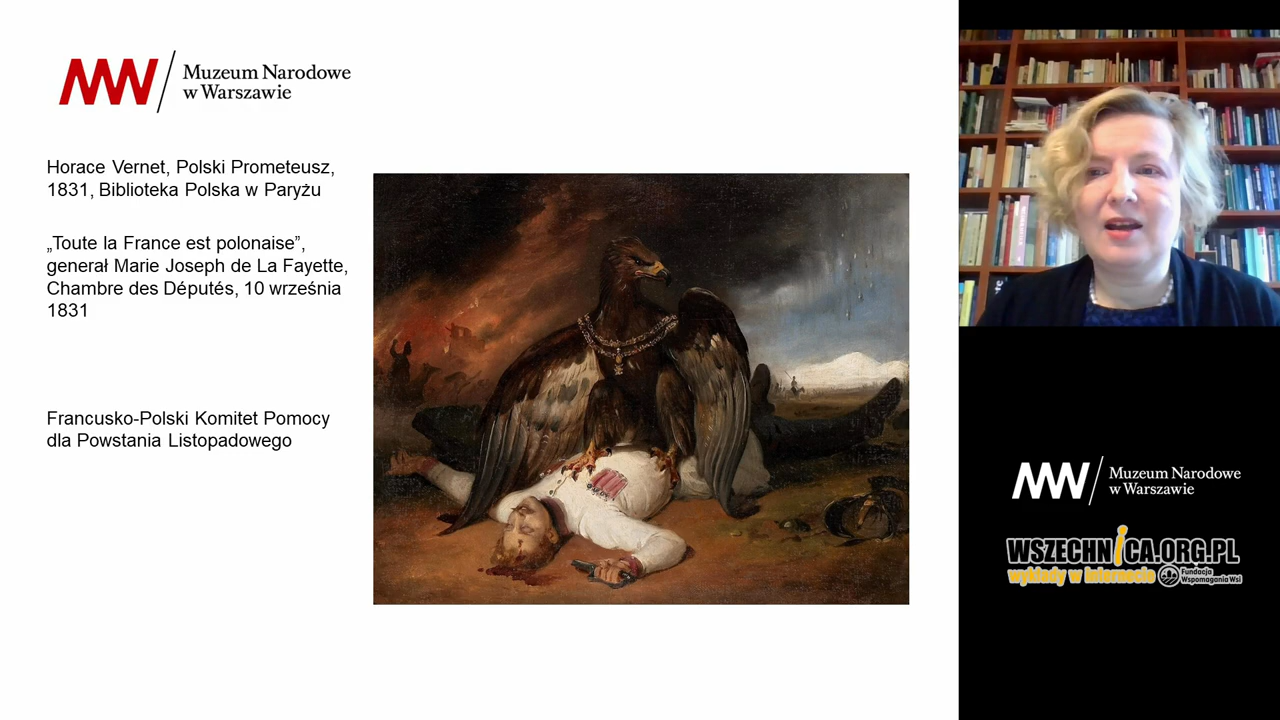 MW Muzeum Narodowe
w Warszawie
Horace Vernet, Polski Prometeusz,
1831, Biblioteka Polska w Paryżu
„Toute la France est polonaise”,
generał Marie Joseph de La Fayette,
Chambre des Députés, 10 września
1831
Francusko-Polski Komitet Pomocy
dla Powstania Listopadowego
MW Muzeum Narodowe
w Warszawie
WSZECHNiCA.ORG.PL
wykłady w internecie
Fundacja
Wspomagania Wsi